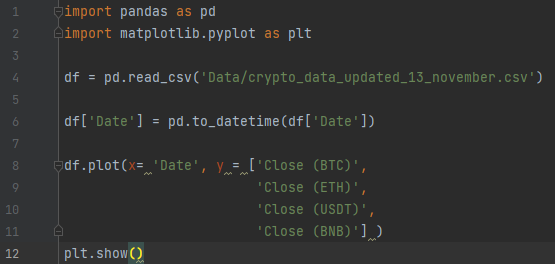 1 import pandas as pd
2 import matplotlib.pyplot as plt
3
4 df = pd.read_csv('Data/crypto_data_updated_13_november.csv')
5
6 df['Date'] = pd.to_datetime(df['Date'])
7
8 df.plot(x= 'Date', y = ['Close (BTC)',
9 'Close (ETH)',
10 'Close (USDT)',
11 'Close (BNB)'] )
12 plt.show()